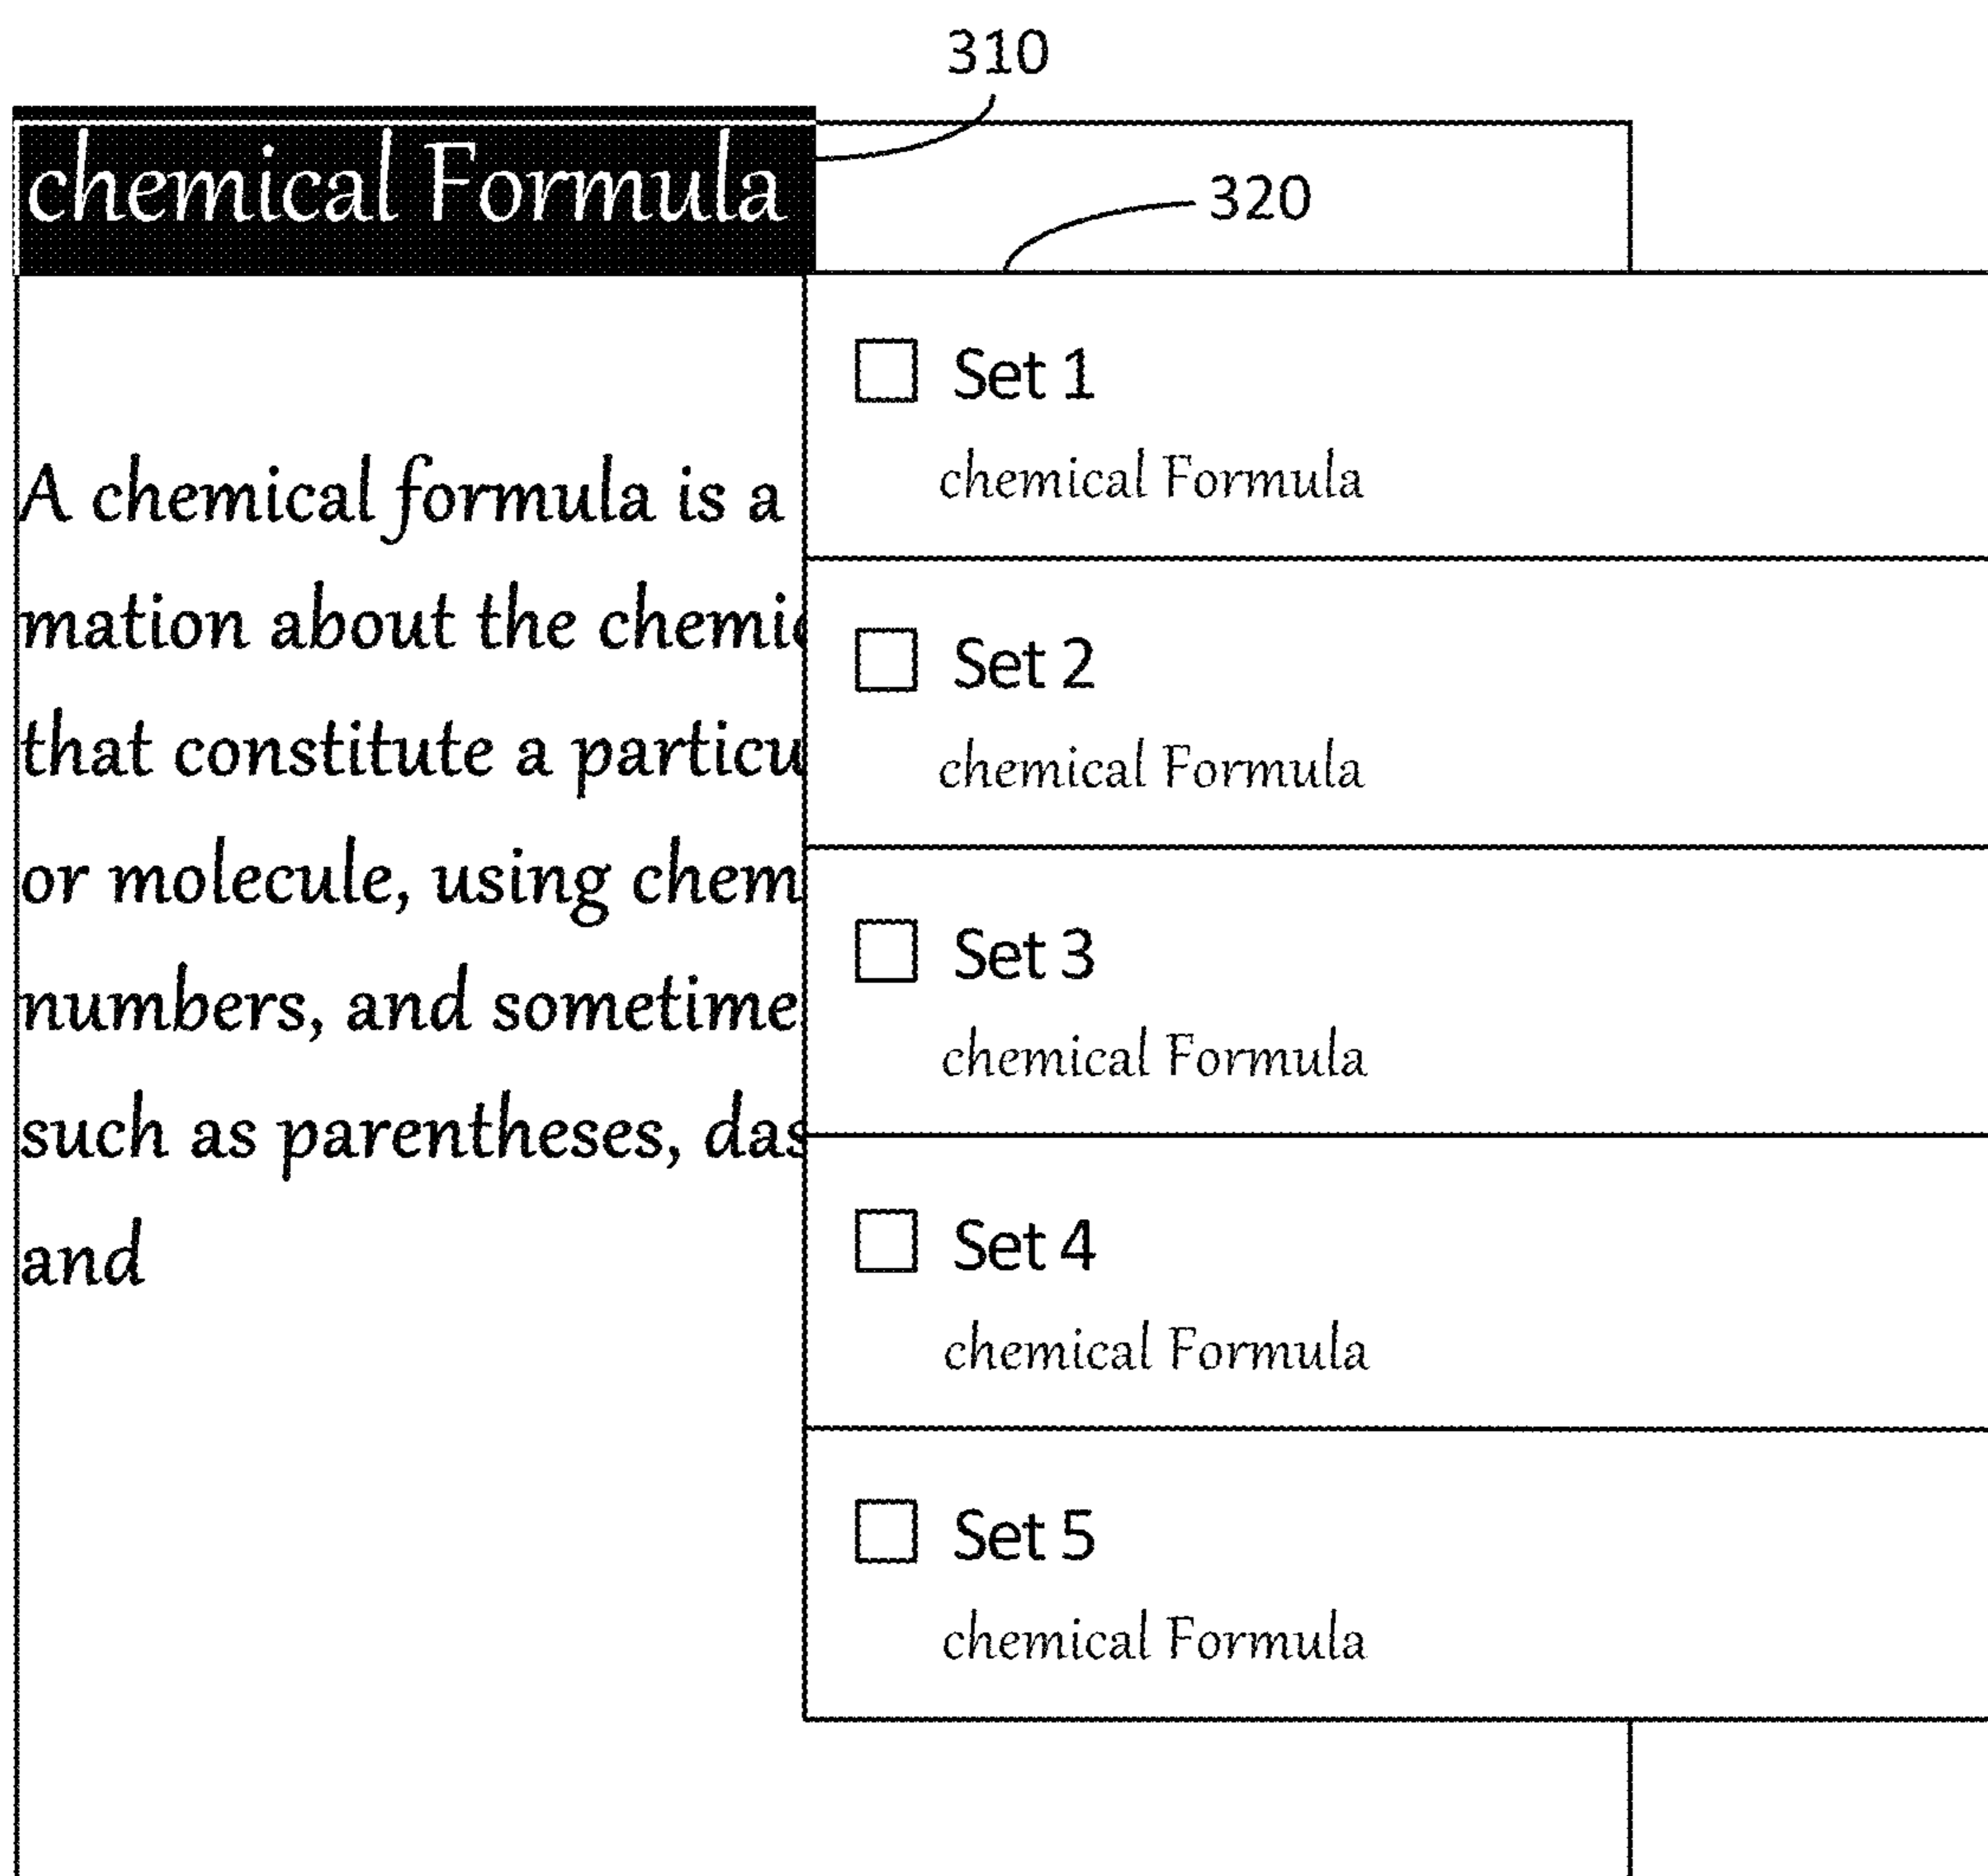 310
chemical Formula
320
A chemical formula is a
mation about the chemic
that constitute a particu
or molecule, using chem
numbers, and sometime
such as parentheses, das
and
Set 1
chemical Formula
Set 2
chemical Formula
Set 3
chemical Formula
Set 4
chemical Formula
Set 5
chemical Formula